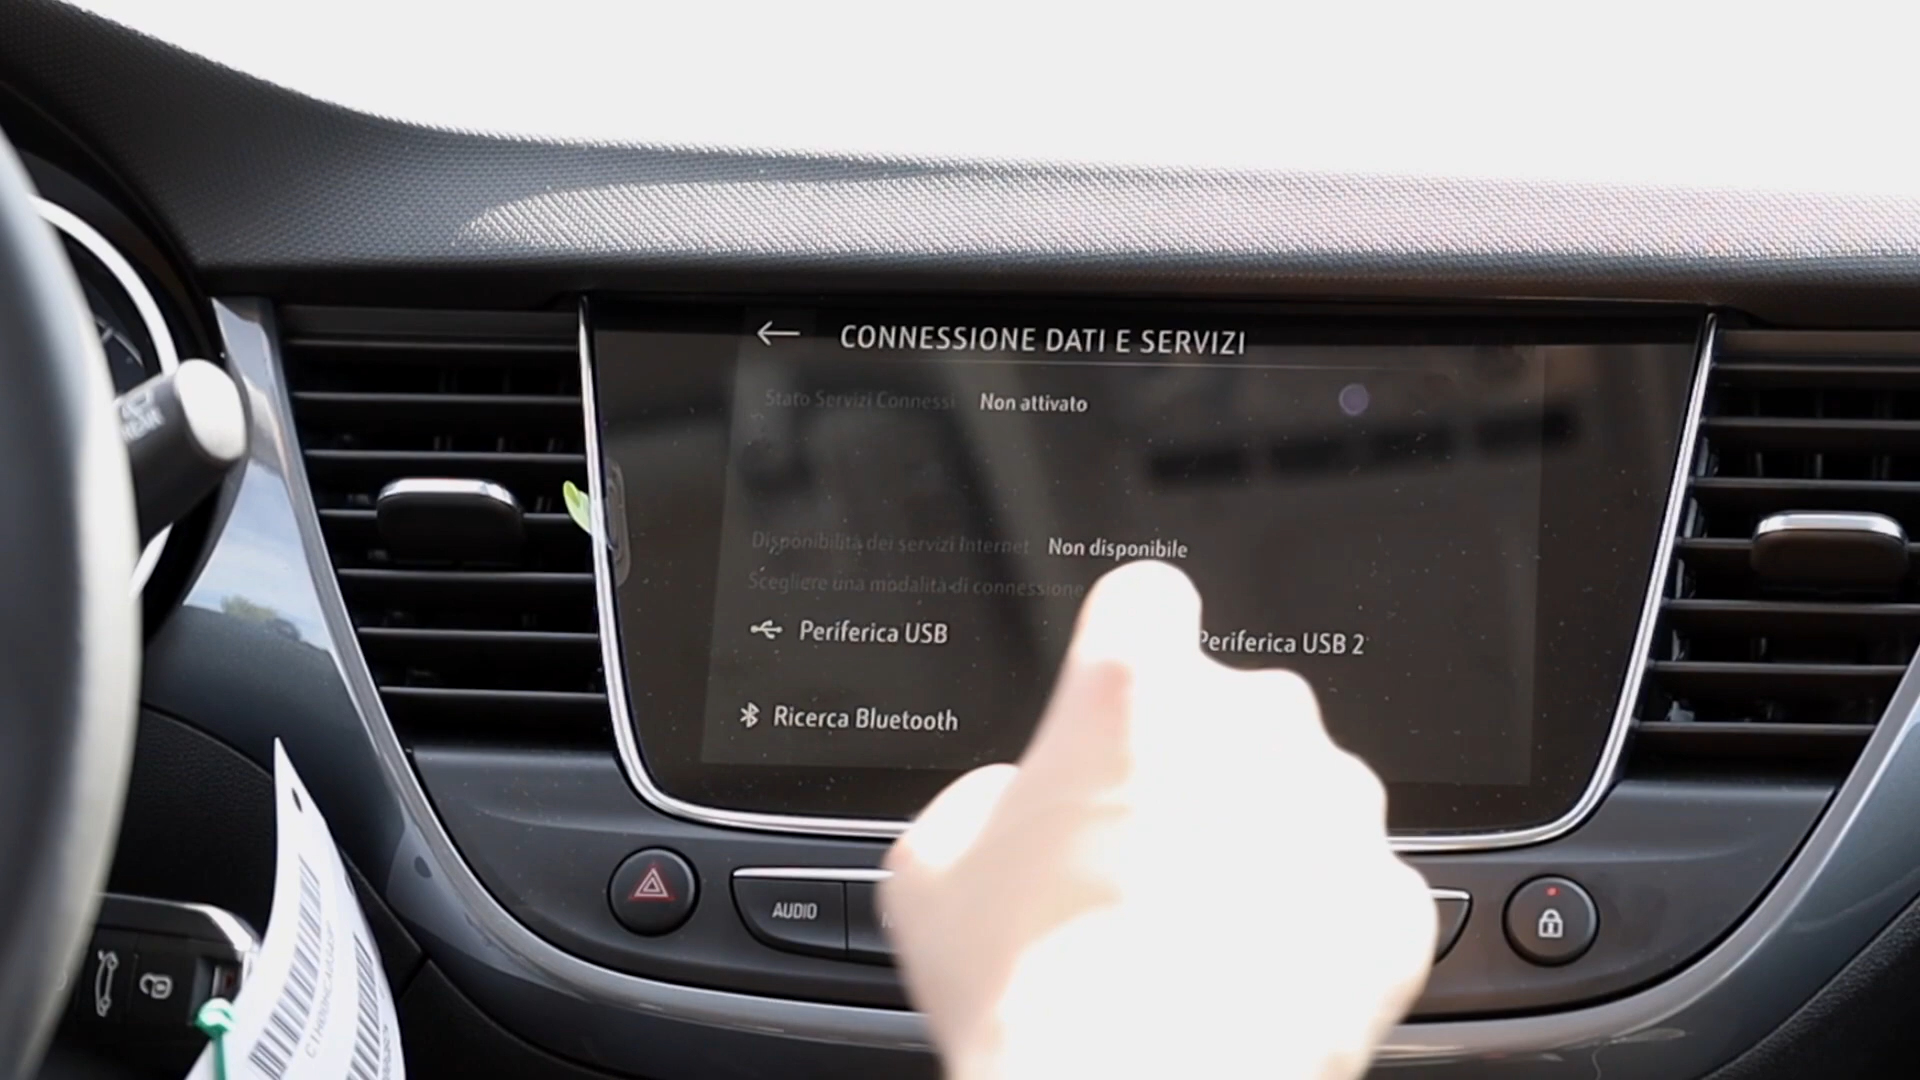 CONNESSIONE DATI E SERVIZI
Stato Servizi Connessi Non attivato
Disponibilità dei servizi Internet Non disponibile
Scegliere una modalità di connessione
Periferica USB Periferica USB 2
Ricerca Bluetooth
AUDIO